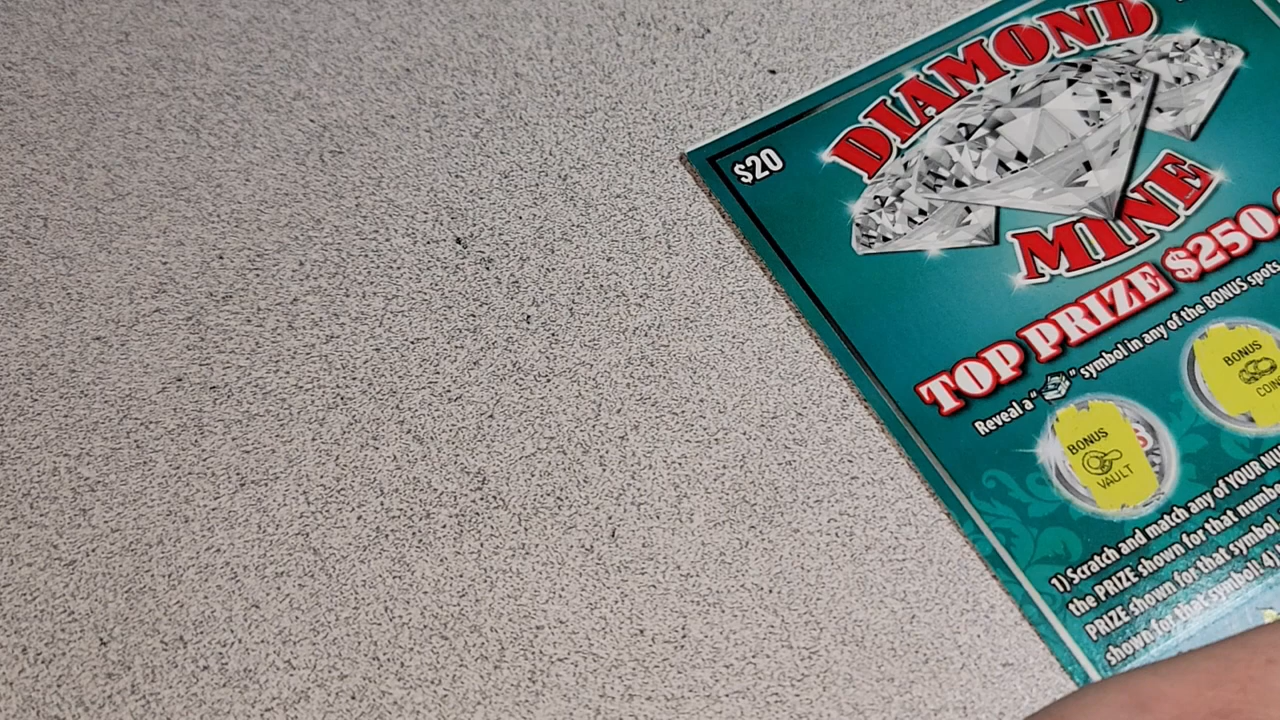 $20
DIAMOND
MINE
TOP PRIZE $250,
Reveal a " " symbol in any of the BONUS spots
BONUS
VAULT
BONUS
COIN
1) Scratch and match any of YOUR
the PRIZE shown for that
PRIZE shown for that symbol
shown for that symbol! 4)